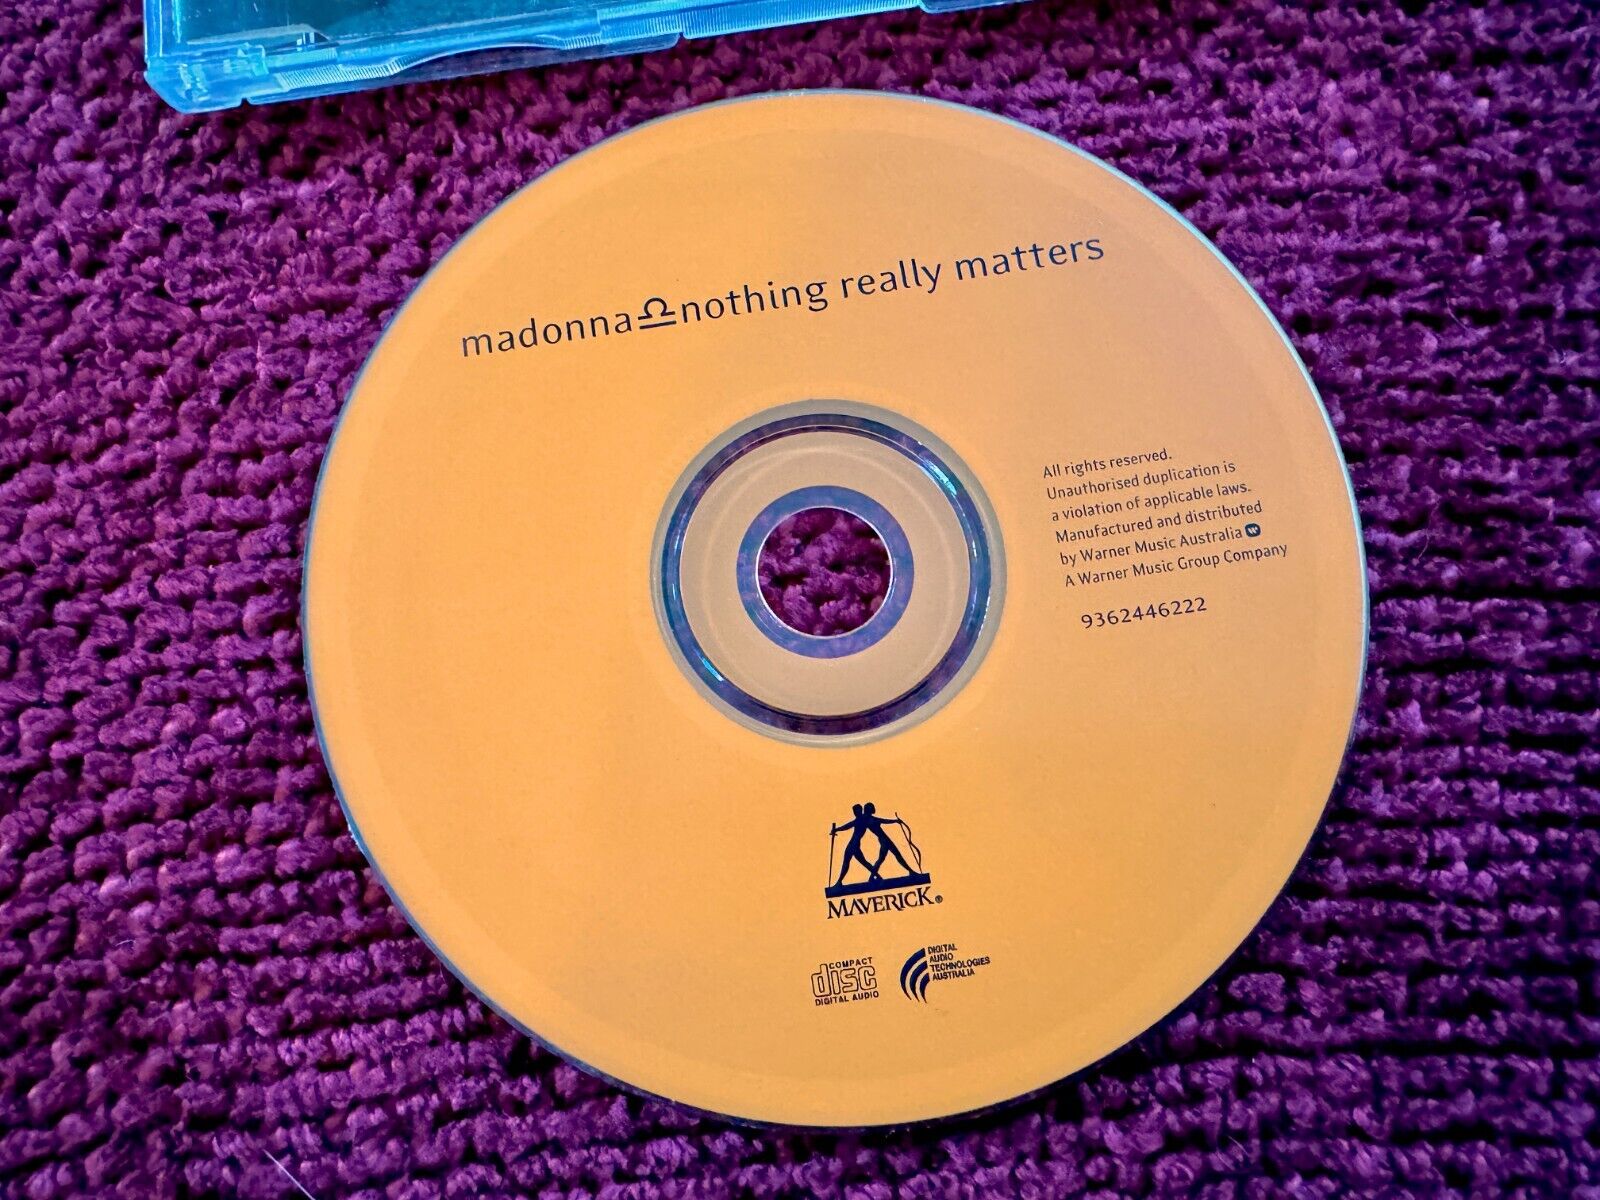 madonna♎nothing really matters
All rights reserved.
Unauthorised duplication is
a violation of applicable laws.
Manufactured and distributed
by Warner Music Australia
A Warner Music Group Company
9362446222
MAVERICK®
COMPACT
disc
DIGITAL AUDIO
DIGITAL
AUDIO
TECHNOLOGIES
AUSTRALIA